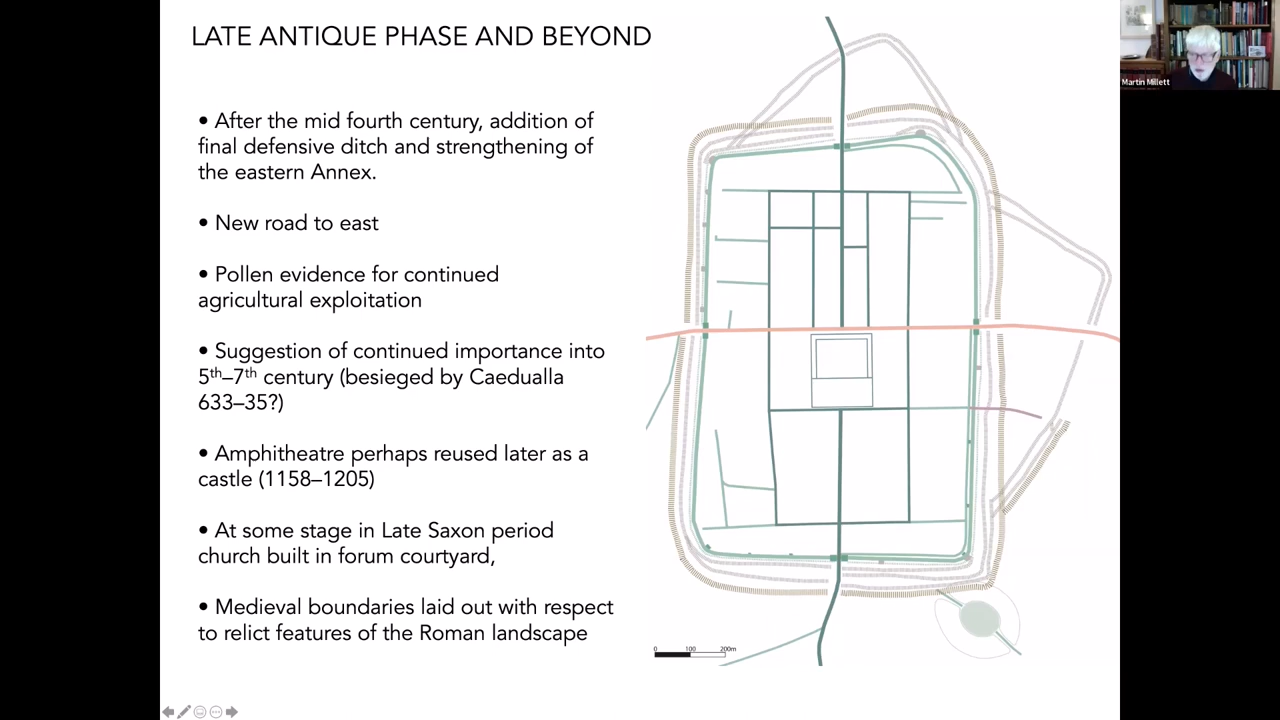 LATE ANTIQUE PHASE AND BEYOND
• After the mid fourth century, addition of
final defensive ditch and strengthening of
the eastern Annex.
• New road to east
• Pollen evidence for continued
agricultural exploitation
• Suggestion of continued importance into
5th–7th century (besieged by Caedualla
633–35?)
• Amphitheatre perhaps reused later as a
castle (1158–1205)
• At some stage in Late Saxon period
church built in forum courtyard,
• Medieval boundaries laid out with respect
to relict features of the Roman landscape
0 100 200m
Martin Millett